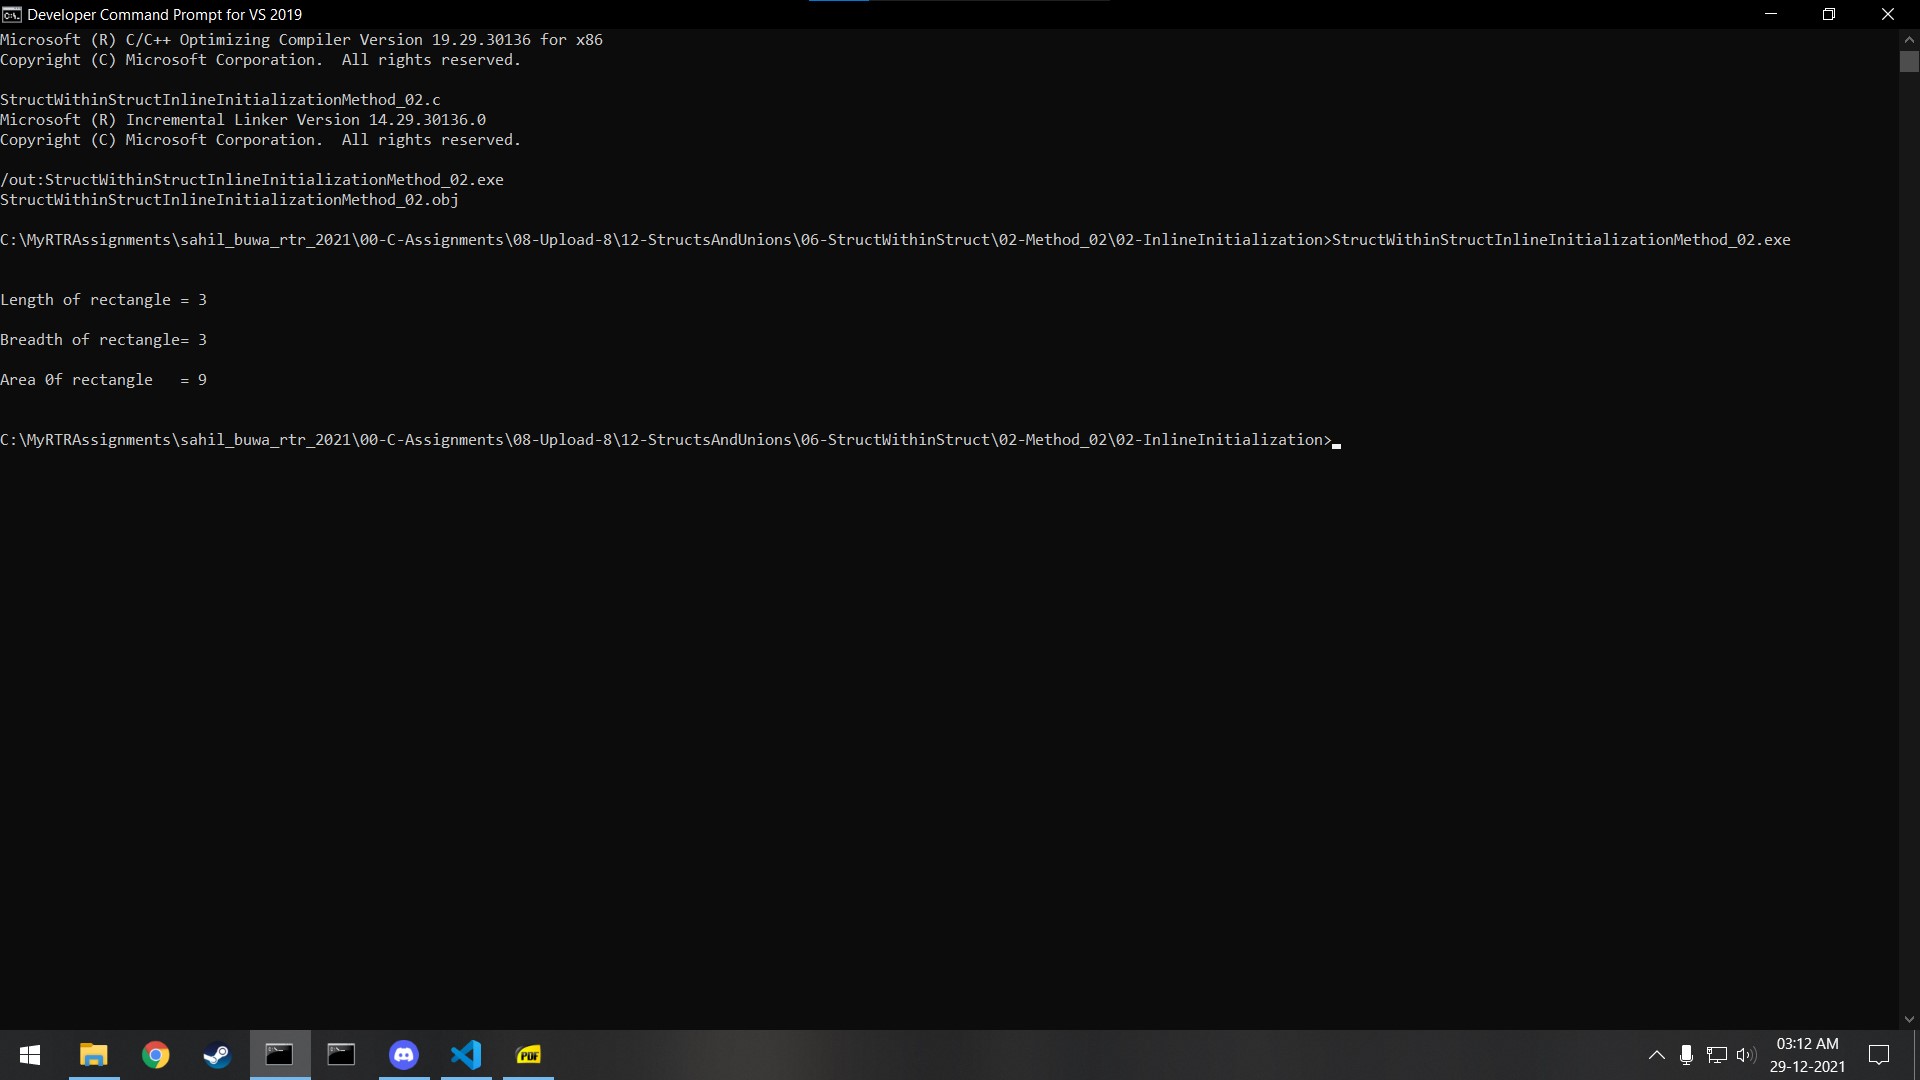 Developer Command Prompt for VS 2019
Microsoft (R) C/C++ Optimizing Compiler Version 19.29.30136 for x86
Copyright (C) Microsoft Corporation.  All rights reserved.
StructWithinStructInlineInitializationMethod_02.c
Microsoft (R) Incremental Linker Version 14.29.30136.0
Copyright (C) Microsoft Corporation.  All rights reserved.
/out:StructWithinStructInlineInitializationMethod_02.exe
StructWithinStructInlineInitializationMethod_02.obj
C:\MyRTRAssignments\sahil_buwa_rtr_2021\00-C-Assignments\08-Upload-8\12-StructsAndUnions\06-StructWithinStruct\02-Method_02\02-InlineInitialization>StructWithinStructInlineInitializationMethod_02.exe
Length of rectangle = 3
Breadth of rectangle= 3
Area 0f rectangle   = 9
C:\MyRTRAssignments\sahil_buwa_rtr_2021\00-C-Assignments\08-Upload-8\12-StructsAndUnions\06-StructWithinStruct\02-Method_02\02-InlineInitialization>
PDF
03:12 AM
29-12-2021